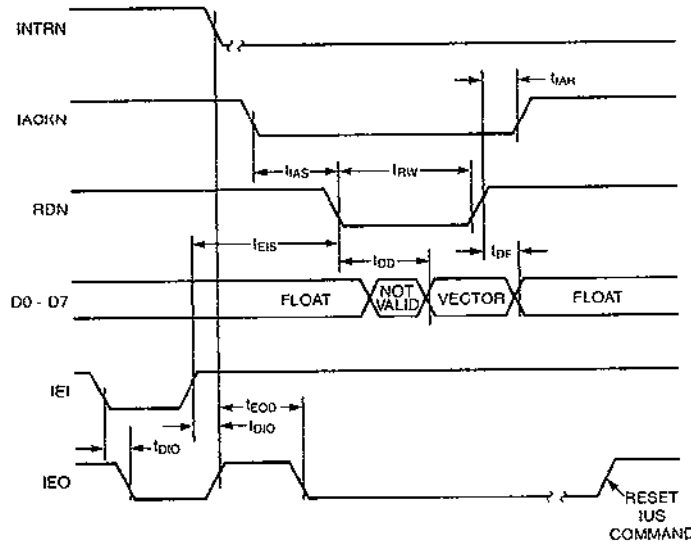 INTRN
tIAH
IACKN
tIAS
tRW
RDN
tEIS
tDD
tDF
D0 - D7
FLOAT
NOT
VALID
VECTOR
FLOAT
IEI
tEOD
tDIO
tDIO
IEO
RESET
IUS
COMMAND